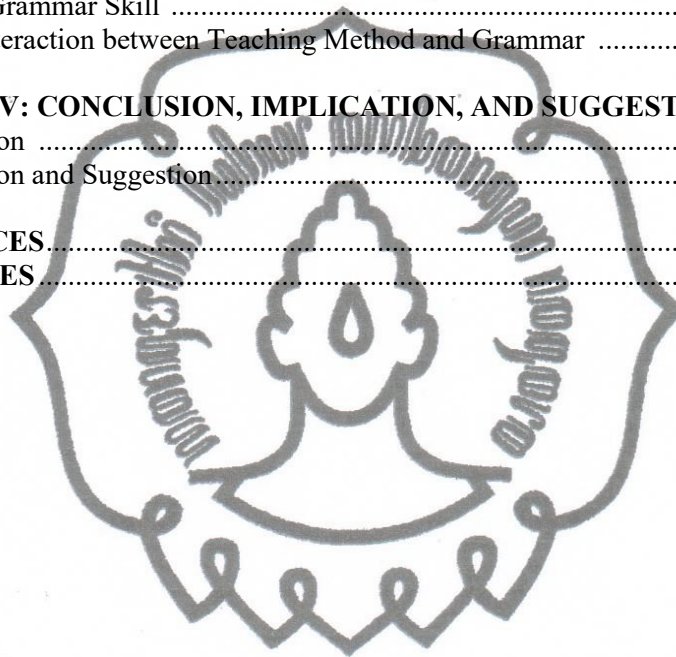 Grammar Skill ........................................................................
eraction between Teaching Method and Grammar ...........
V: CONCLUSION, IMPLICATION, AND SUGGEST
on .........................................................................................
on and Suggestion................................................................
CES......................................................................................
ES.......................................................................................